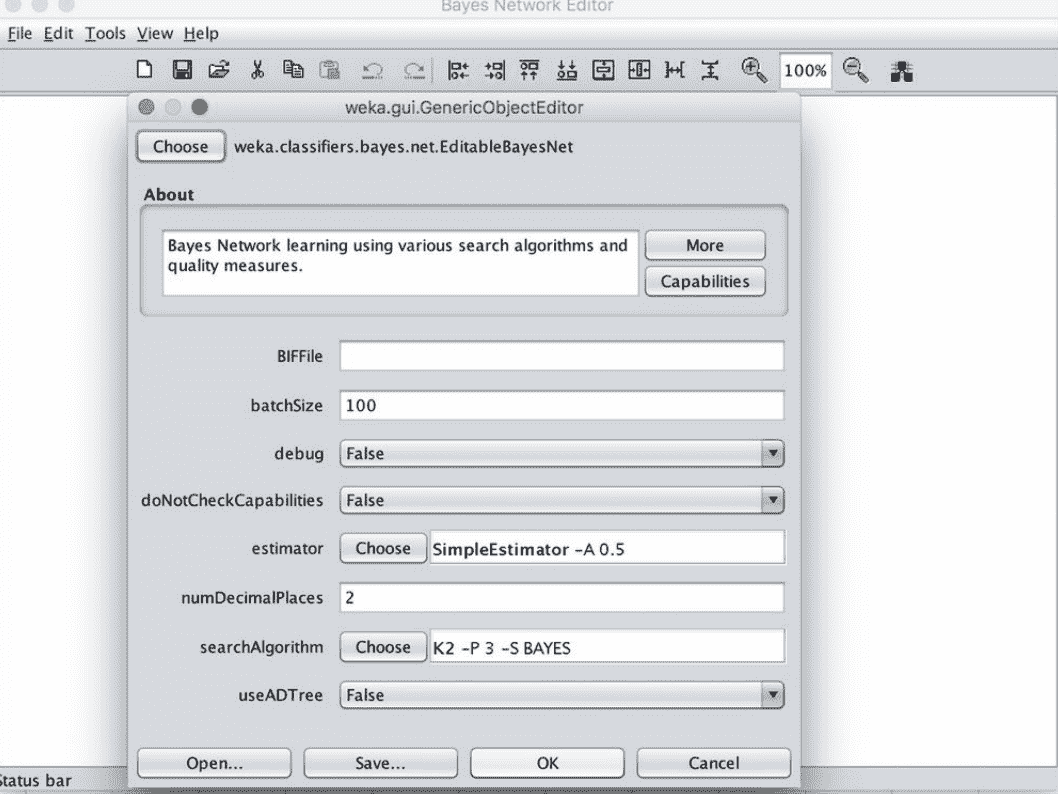 Bayes Network Editor
File Edit Tools View Help
100%
weka.gui.GenericObjectEditor
Choose weka.classifiers.bayes.net.EditableBayesNet
About
Bayes Network learning using various search algorithms and
quality measures.
More
Capabilities
BIFFile
batchSize 100
debug False
doNotCheckCapabilities False
estimator Choose SimpleEstimator -A 0.5
numDecimalPlaces 2
searchAlgorithm Choose K2 -P 3 -S BAYES
useADTree False
Open... Save... OK Cancel
Status bar